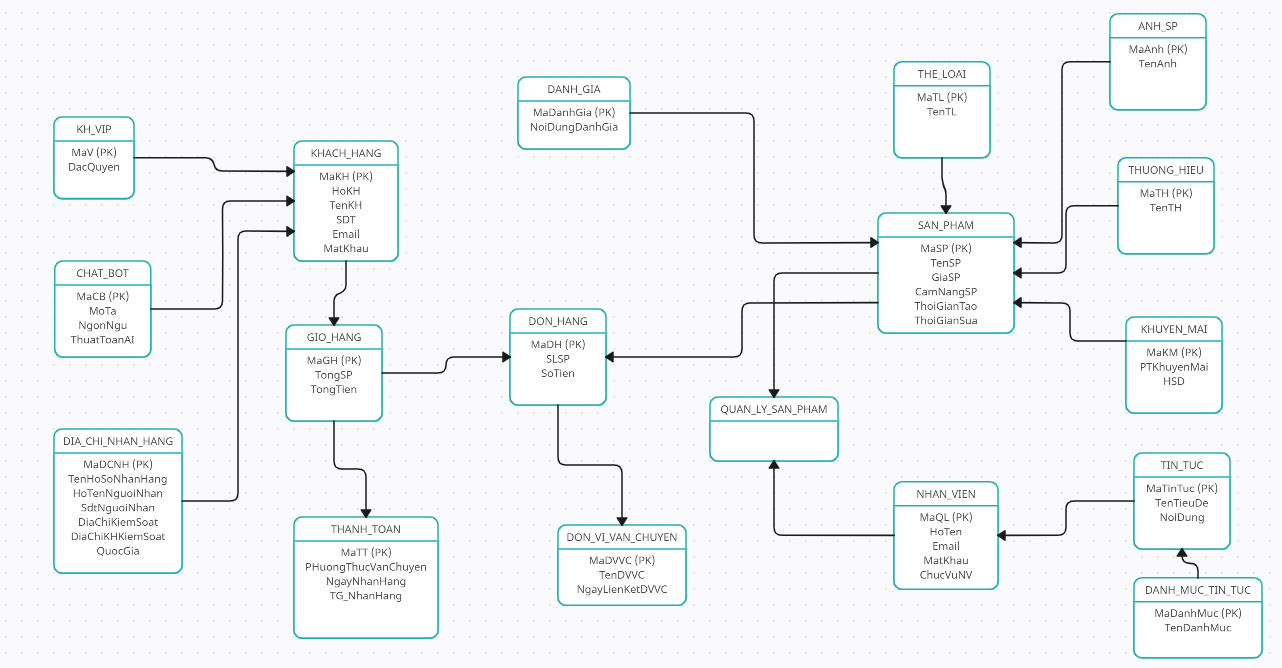 ANH_SP
MaAnh (PK)
TenAnh
THE_LOAI
MaTL (PK)
TenTL
DANH_GIA
MaDanhGia (PK)
NoiDungDanhGia
KH_VIP
MaV (PK)
DacQuyen
KHACH_HANG
MaKH (PK)
HoKH
TenKH
SDT
Email
MatKhau
THUONG_HIEU
MaTH (PK)
TenTH
SAN_PHAM
MaSP (PK)
TenSP
GiaSP
CamNangSP
ThoiGianTao
ThoiGianSua
CHAT_BOT
MaCB (PK)
MoTa
NgonNgu
ThuatToanAI
GIO_HANG
MaGH (PK)
TongSP
TongTien
DON_HANG
MaDH (PK)
SLSP
SoTien
KHUYEN_MAI
MaKM (PK)
PTKhuyenMai
HSD
QUAN_LY_SAN_PHAM
DIA_CHI_NHAN_HANG
MaDCNH (PK)
TenHoSoNhanHang
HoTenNguoiNhan
SdtNguoiNhan
DiaChiKiemSoat
DiaChiKHKiemSoat
QuocGia
TIN_TUC
MaTinTuc (PK)
TenTieuDe
NoIDung
NHAN_VIEN
MaQL (PK)
HoTen
Email
MatKhau
ChucVuNV
THANH_TOAN
MaTT (PK)
PHuongThucVanChuyen
NgayNhanHang
TG_NhanHang
DON_VI_VAN_CHUYEN
MaDVVC (PK)
TenDVVC
NgayLienKetDVVC
DANH_MUC_TIN_TUC
MaDanhMuc (PK)
TenDanhMuc